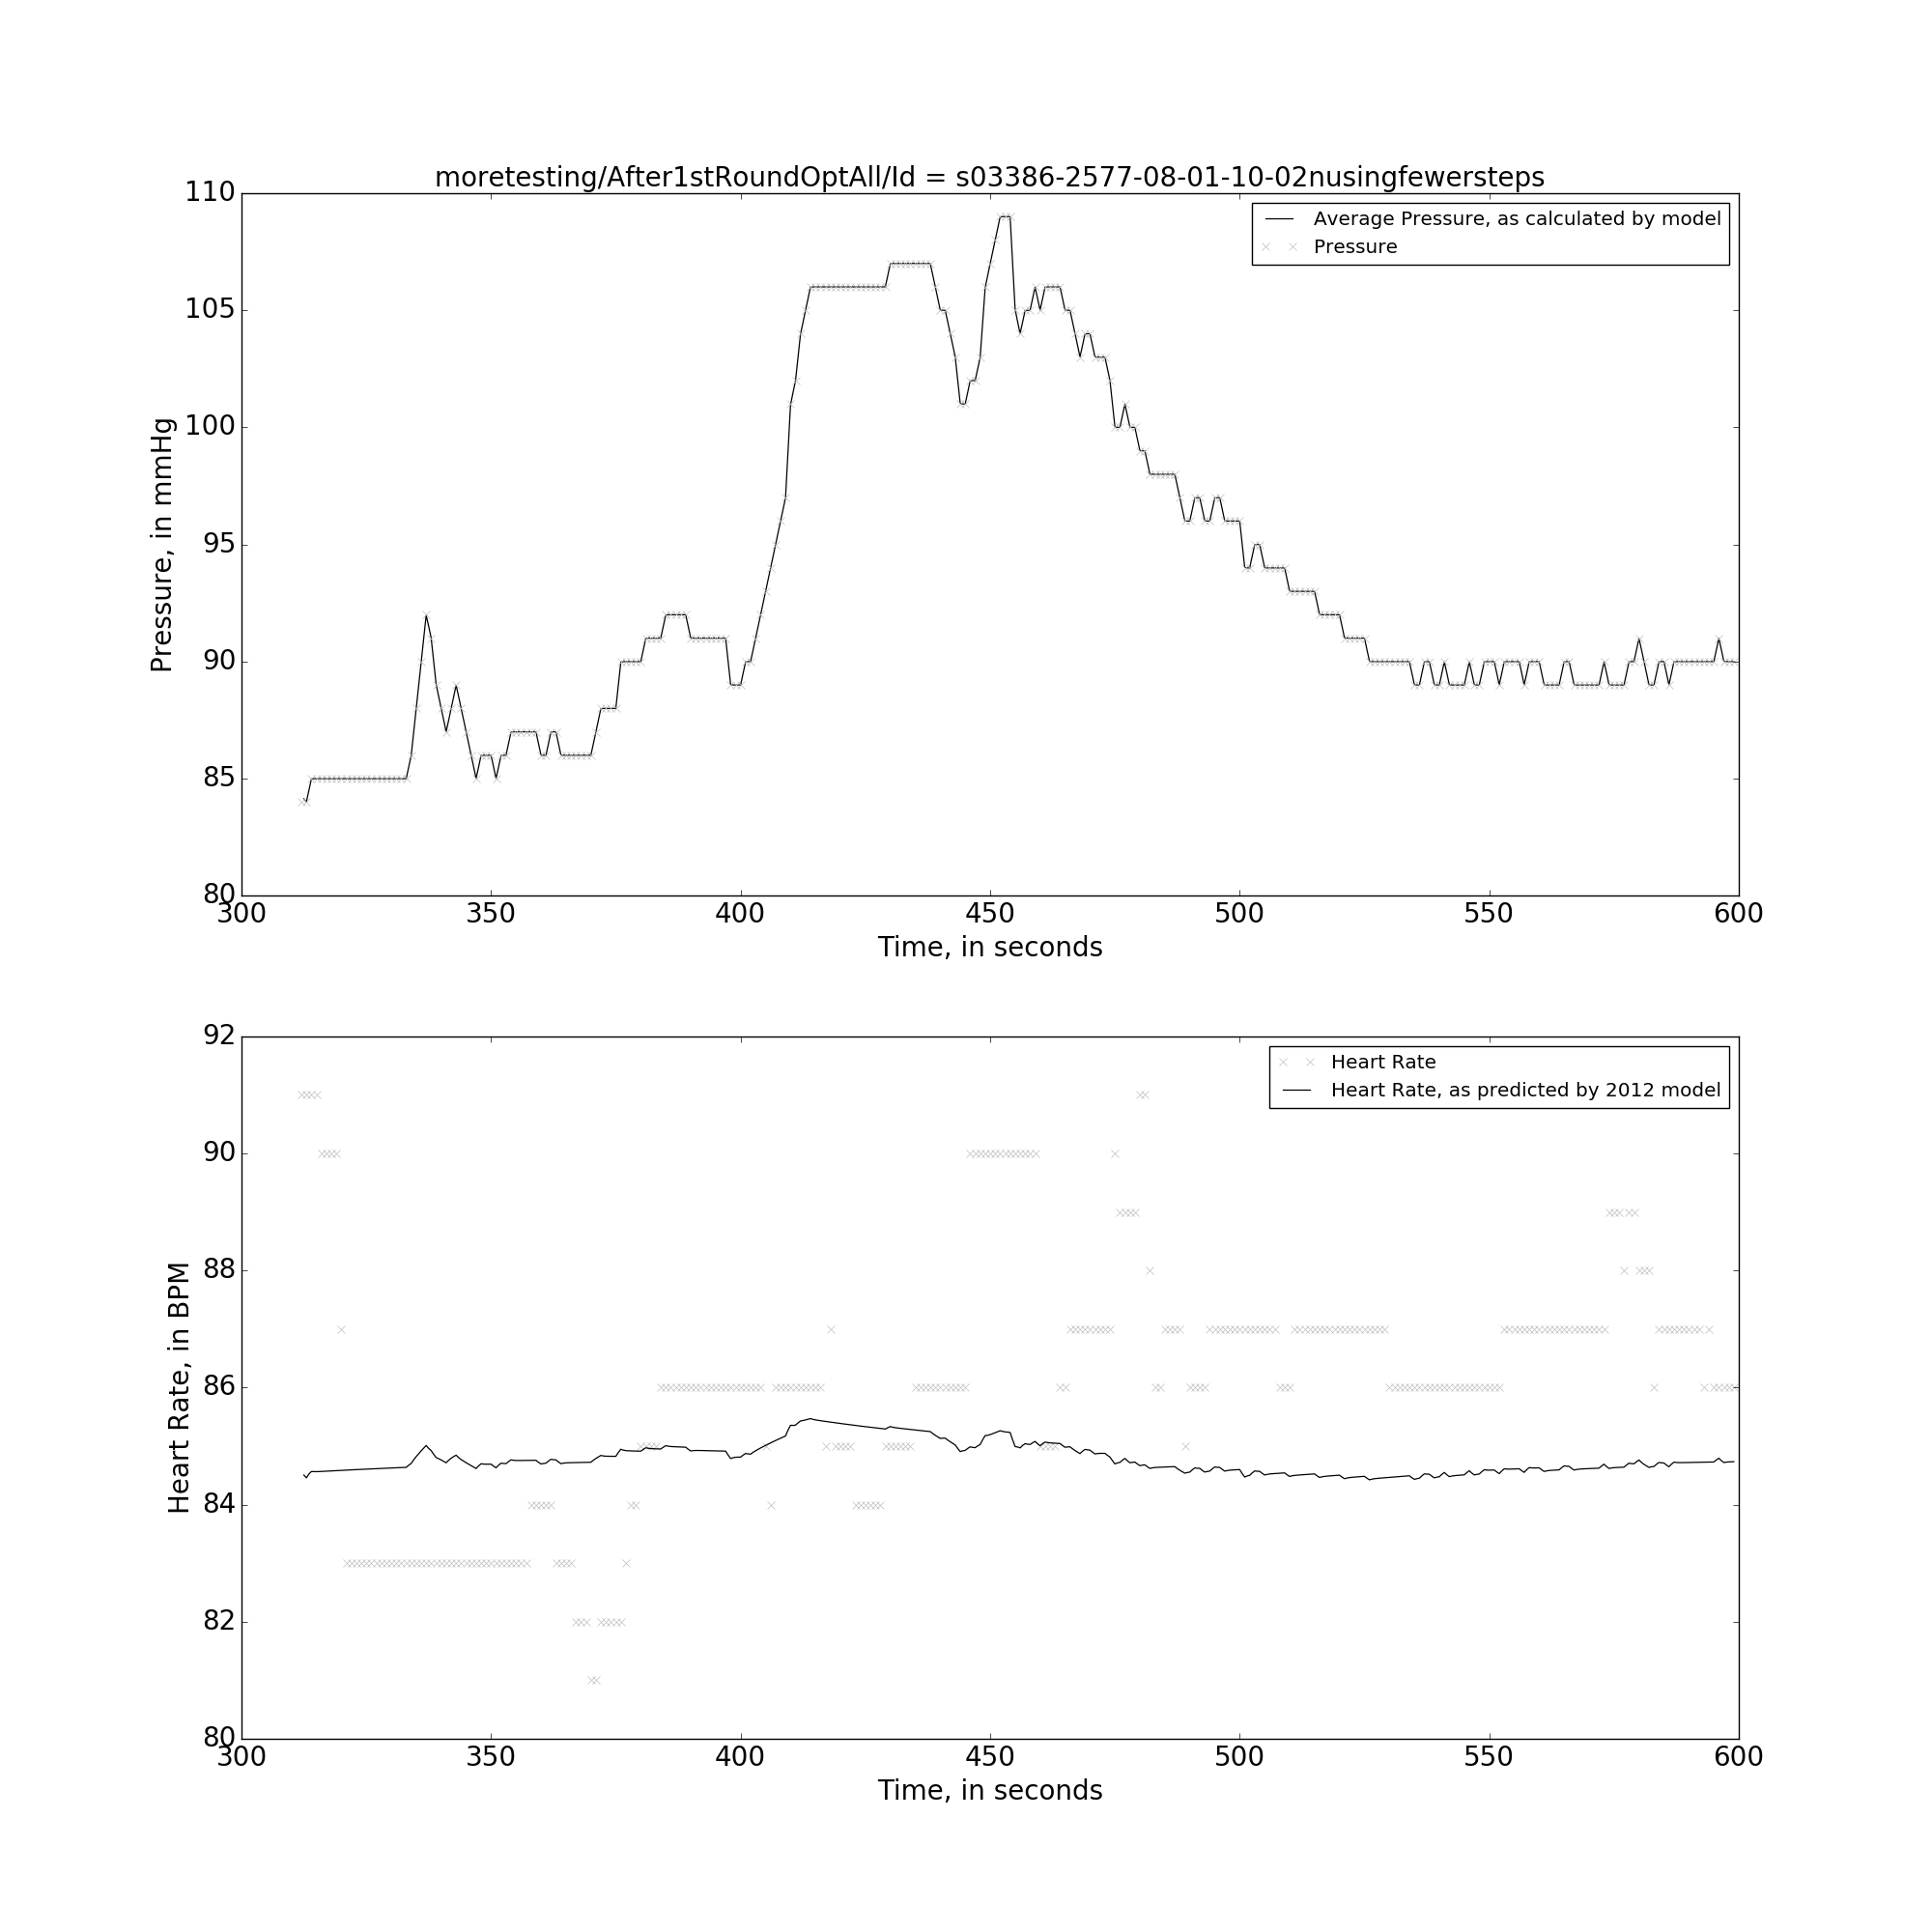 moretesting/After1stRoundOptAll/Id = s03386-2577-08-01-10-02nusingfewersteps
110
105
100
95
90
85
80
Pressure, in mmHg
Average Pressure, as calculated by model
Pressure
300 350 400 450 500 550 600
Time, in seconds
92
90
88
86
84
82
80
Heart Rate, in BPM
Heart Rate
Heart Rate, as predicted by 2012 model
300 350 400 450 500 550 600
Time, in seconds